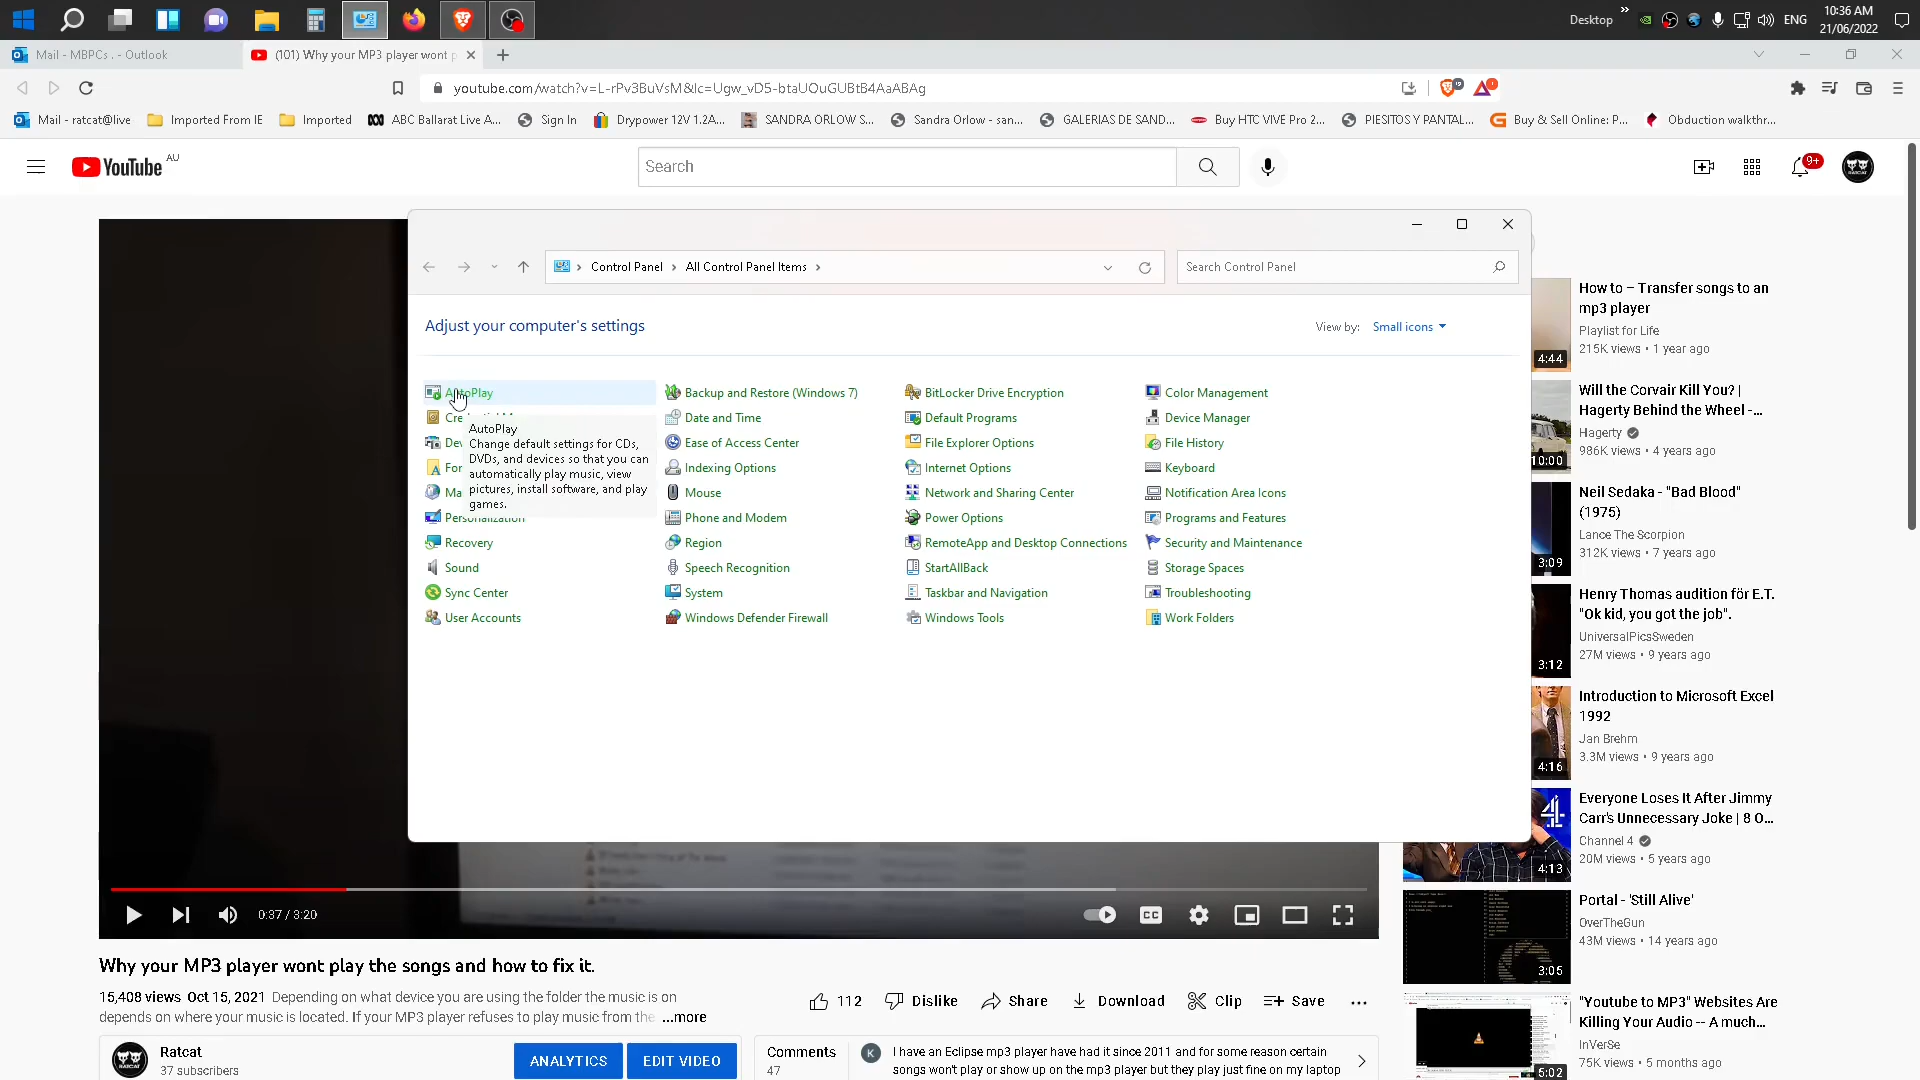 Desktop
ENG
10:36 AM
21/06/2022
Mail - MBPCs . - Outlook
(101) Why your MP3 player wont p
youtube.com/watch?v=L-rPv3BuVsM&lc=Ugw_vD5-btaUOuGUBtB4AaABAg
Mail - ratcat@live
Imported From IE
Imported
ABC Ballarat Live A...
Sign In
Drypower 12V 1.2A...
SANDRA ORLOW S...
Sandra Orlow - san...
GALERIAS DE SAND...
Buy HTC VIVE Pro 2...
PIESITOS Y PANTAL...
Buy & Sell Online: P...
Obduction walkthr...
YouTube AU
Search
9+
Control Panel > All Control Panel Items >
Search Control Panel
Adjust your computer's settings
View by: Small icons
AutoPlay
Backup and Restore (Windows 7)
BitLocker Drive Encryption
Color Management
Date and Time
Default Programs
Device Manager
AutoPlay
Change default settings for CDs,
DVDs, and devices so that you can
automatically play music, view
pictures, install software, and play
games.
Ease of Access Center
File Explorer Options
File History
Indexing Options
Internet Options
Keyboard
Mouse
Network and Sharing Center
Notification Area Icons
Personalization
Phone and Modem
Power Options
Programs and Features
Recovery
Region
RemoteApp and Desktop Connections
Security and Maintenance
Sound
Speech Recognition
StartAllBack
Storage Spaces
Sync Center
System
Taskbar and Navigation
Troubleshooting
User Accounts
Windows Defender Firewall
Windows Tools
Work Folders
0:37 / 3:20
Why your MP3 player wont play the songs and how to fix it.
15,408 views Oct 15, 2021 Depending on what device you are using the folder the music is on
depends on where your music is located. If your MP3 player refuses to play music from the ...more
112
Dislike
Share
Download
Clip
Save
Ratcat
37 subscribers
ANALYTICS
EDIT VIDEO
Comments
47
K
I have an Eclipse mp3 player have had it since 2011 and for some reason certain
songs won't play or show up on the mp3 player but they play just fine on my laptop
4:44
How to – Transfer songs to an
mp3 player
Playlist for Life
215K views • 1 year ago
10:00
Will the Corvair Kill You? |
Hagerty Behind the Wheel -...
Hagerty
986K views • 4 years ago
3:09
Neil Sedaka - "Bad Blood"
(1975)
Lance The Scorpion
312K views • 7 years ago
3:12
Henry Thomas audition för E.T.
"Ok kid, you got the job".
UniversalPicsSweden
27M views • 9 years ago
4:16
Introduction to Microsoft Excel
1992
Jan Brehm
3.3M views • 9 years ago
4:13
Everyone Loses It After Jimmy
Carr's Unnecessary Joke | 8 O...
Channel 4
20M views • 5 years ago
3:05
Portal - 'Still Alive'
OverTheGun
43M views • 14 years ago
5:02
"Youtube to MP3" Websites Are
Killing Your Audio -- A much...
InVerSe
75K views • 5 months ago